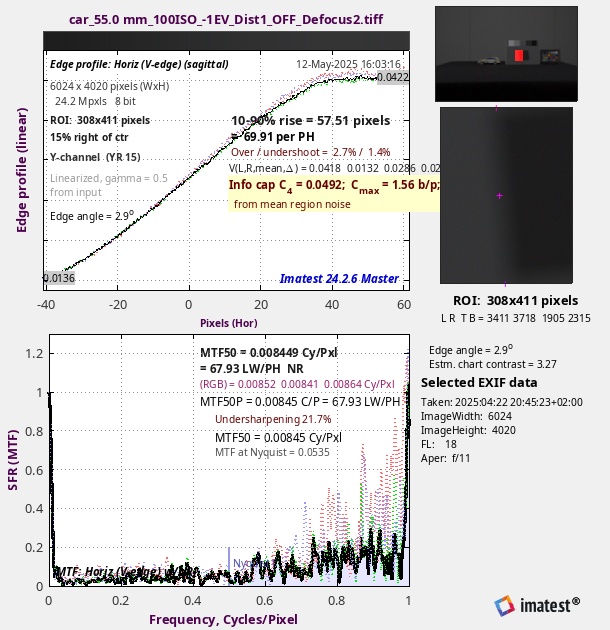 car_55.0 mm_100ISO_-1EV_Dist1_OFF_Defocus2.tiff
Edge profile: Horiz (V-edge) (sagittal)
12-May-2025 16:03:16
0.0422
6024 x 4020 pixels (WxH)
24.2 Mpxls 8 bit
ROI: 308x411 pixels
15% right of ctr
Y-channel (YR 15)
Linearized, gamma = 0.5
from input
Edge angle = 2.9o
10-90% rise = 57.51 pixels
= 69.91 per PH
Over / undershoot = 2.7% / 1.4%
V(L,R,mean,Δ) = 0.0418 0.0132 0.0286 0.02
Info cap C4 = 0.0492; Cmax = 1.56 b/p;
from mean region noise
0.0136
Imatest 24.2.6 Master
Edge profile (linear)
-40 -20 0 20 40 60
Pixels (Hor)
ROI: 308x411 pixels
L R T B = 3411 3718 1905 2315
Edge angle = 2.9o
Estm. chart contrast = 3.27
Selected EXIF data
Taken: 2025:04:22 20:45:23+02:00
ImageWidth: 6024
ImageHeight: 4020
FL: 18
Aper: f/11
MTF50 = 0.008449 Cy/Pxl
= 67.93 LW/PH NR
(RGB) = 0.00852 0.00841 0.00864 Cy/Pxl
MTF50P = 0.00845 C/P = 67.93 LW/PH
Undersharpening 21.7%
MTF50 = 0.00845 Cy/Pxl
MTF at Nyquist = 0.0535
1.2
1
0.8
0.6
0.4
0.2
0
SFR (MTF)
MTF: Horiz (V-edge)
0 0.2 0.4 0.6 0.8 1
Frequency, Cycles/Pixel
imatest®